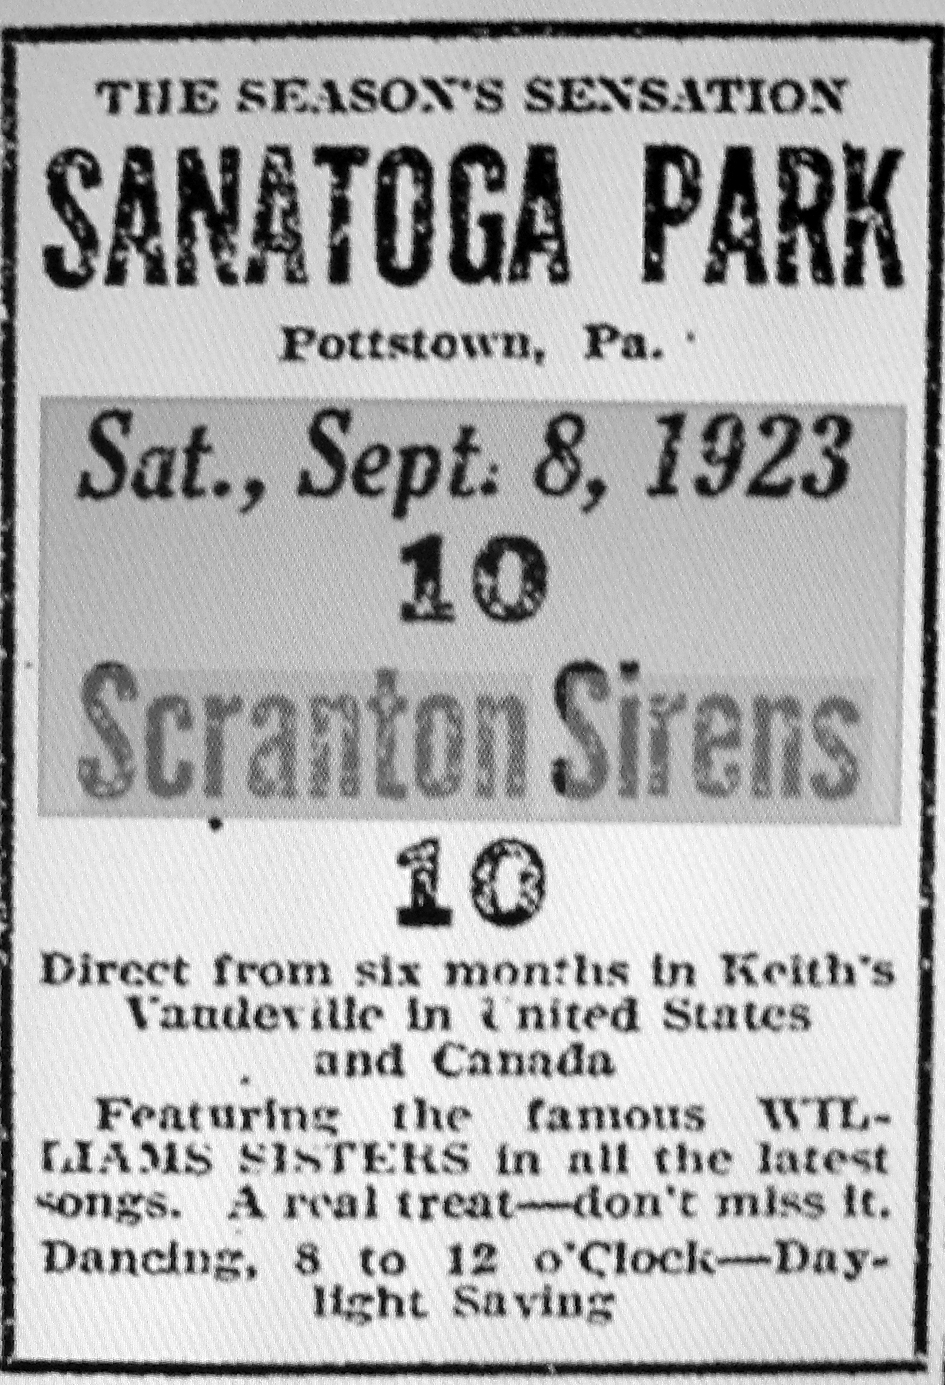 THE SEASON'S SENSATION
SANATOGA PARK
Pottstown, Pa.
Sat., Sept. 8, 1923
10
Scranton Sirens
10
Direct from six months in Keith's
Vaudeville in United States
and Canada
Featuring the famous WIL-
LIAMS SISTERS in all the latest
songs. A real treat—don't miss it.
Dancing, 8 to 12 o'Clock—Day-
light Saving